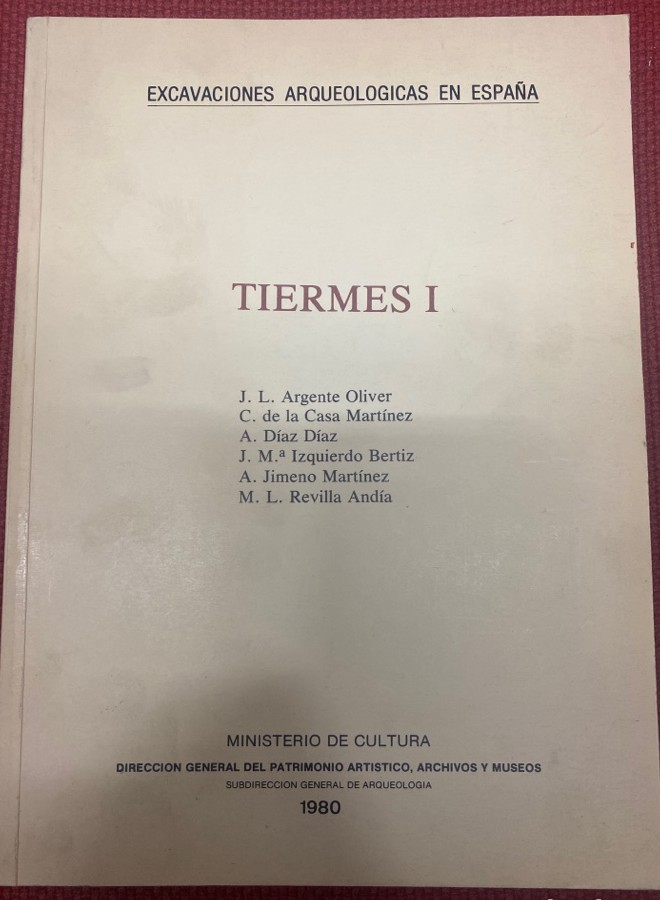 EXCAVACIONES ARQUEOLOGICAS EN ESPAÑA
TIERMES I
J. L. Argente Oliver
C. de la Casa Martínez
A. Díaz Díaz
J. M.ª Izquierdo Bertiz
A. Jimeno Martínez
M. L. Revilla Andía
MINISTERIO DE CULTURA
DIRECCION GENERAL DEL PATRIMONIO ARTISTICO, ARCHIVOS Y MUSEOS
SUBDIRECCION GENERAL DE ARQUEOLOGIA
1980